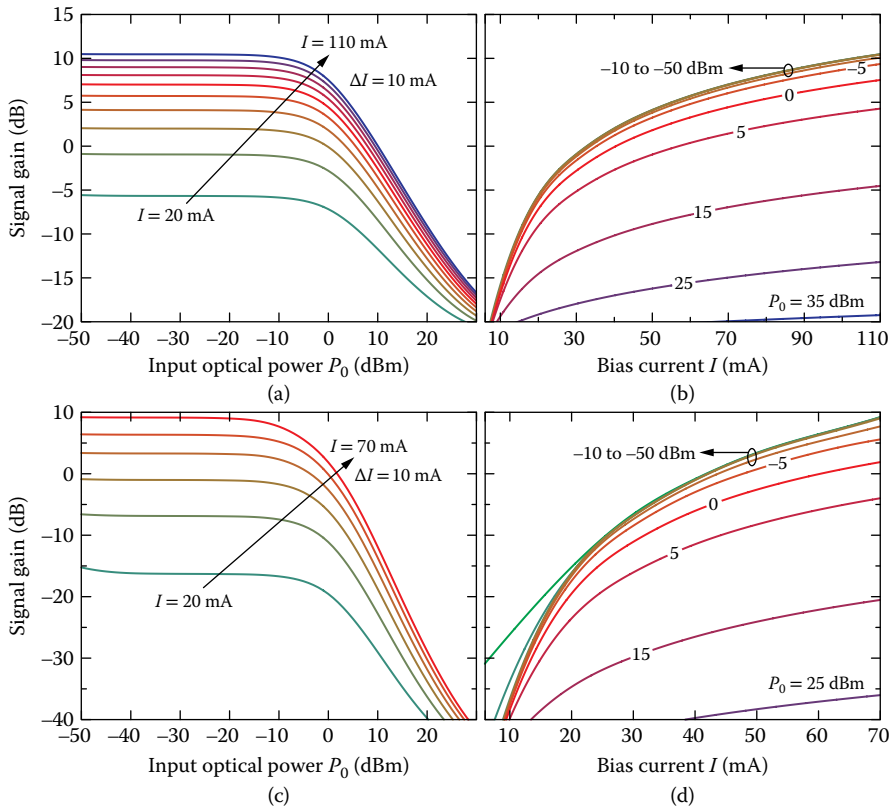 15
10
5
0
−5
−10
−15
−20
Signal gain (dB)
I = 110 mA
ΔI = 10 mA
I = 20 mA
−50 −40 −30 −20 −10 0 10 20
Input optical power P₀ (dBm)
(a)
−10 to −50 dBm
−5
0
5
15
25
P₀ = 35 dBm
10 30 50 70 90 110
Bias current I (mA)
(b)
10
0
−10
−20
−30
−40
Signal gain (dB)
I = 70 mA
ΔI = 10 mA
I = 20 mA
−50 −40 −30 −20 −10 0 10 20
Input optical power P₀ (dBm)
(c)
−10 to −50 dBm
−5
0
5
15
P₀ = 25 dBm
10 20 30 40 50 60 70
Bias current I (mA)
(d)